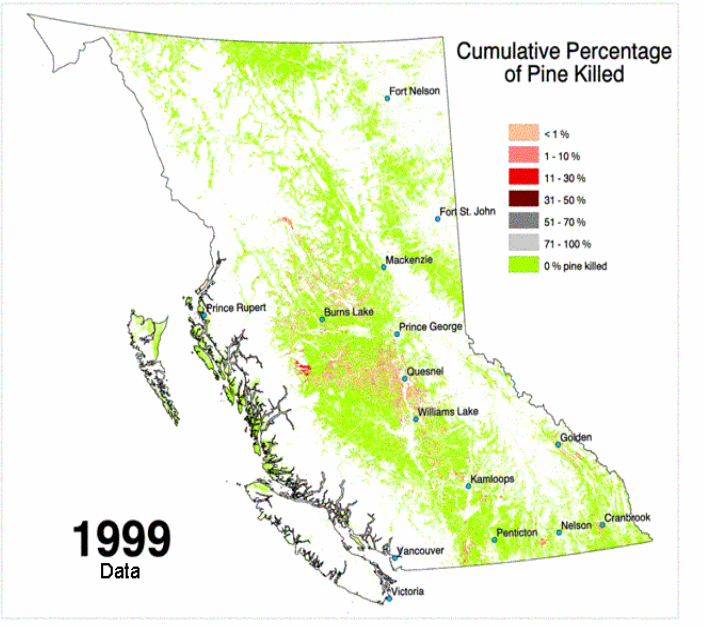 Cumulative Percentage
of Pine Killed
Fort Nelson
< 1 %
1 - 10 %
11 - 30 %
31 - 50 %
51 - 70 %
71 - 100 %
0 % pine killed
Fort St. John
Mackenzie
Prince Rupert
Burns Lake
Prince George
Quesnel
Williams Lake
Golden
Kamloops
Cranbrook
Nelson
Penticton
1999
Data
Vancouver
Victoria